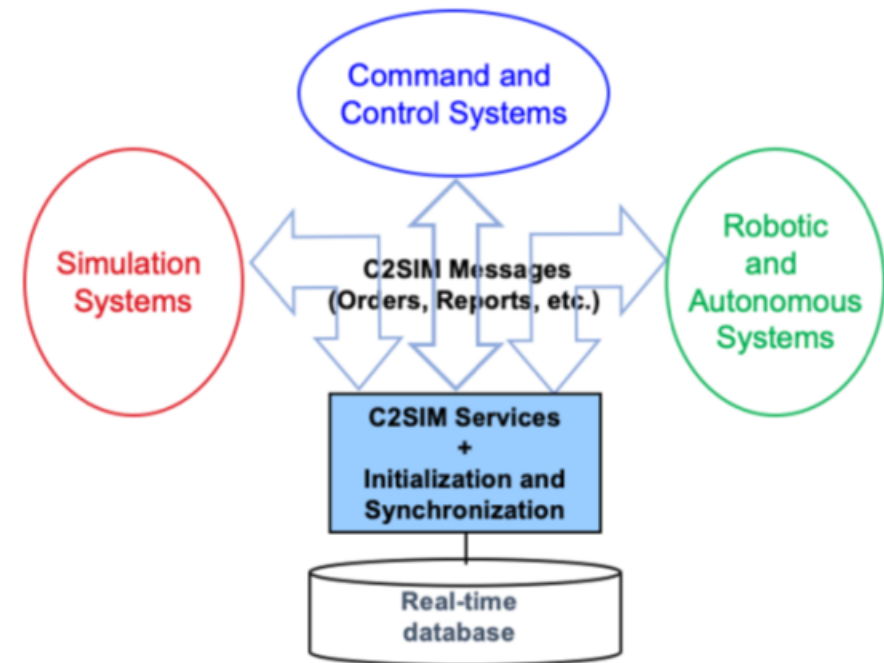 Command and
Control Systems
Simulation
Systems
C2SIM Messages
(Orders, Reports, etc.)
Robotic
and
Autonomous
Systems
C2SIM Services
+
Initialization and
Synchronization
Real-time
database